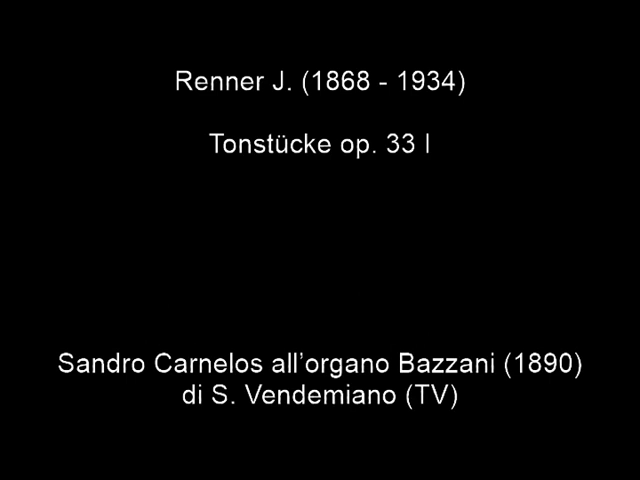 Renner J. (1868 - 1934)
Tonstücke op. 33 I
Sandro Carnelos all’organo Bazzani (1890)
di S. Vendemiano (TV)